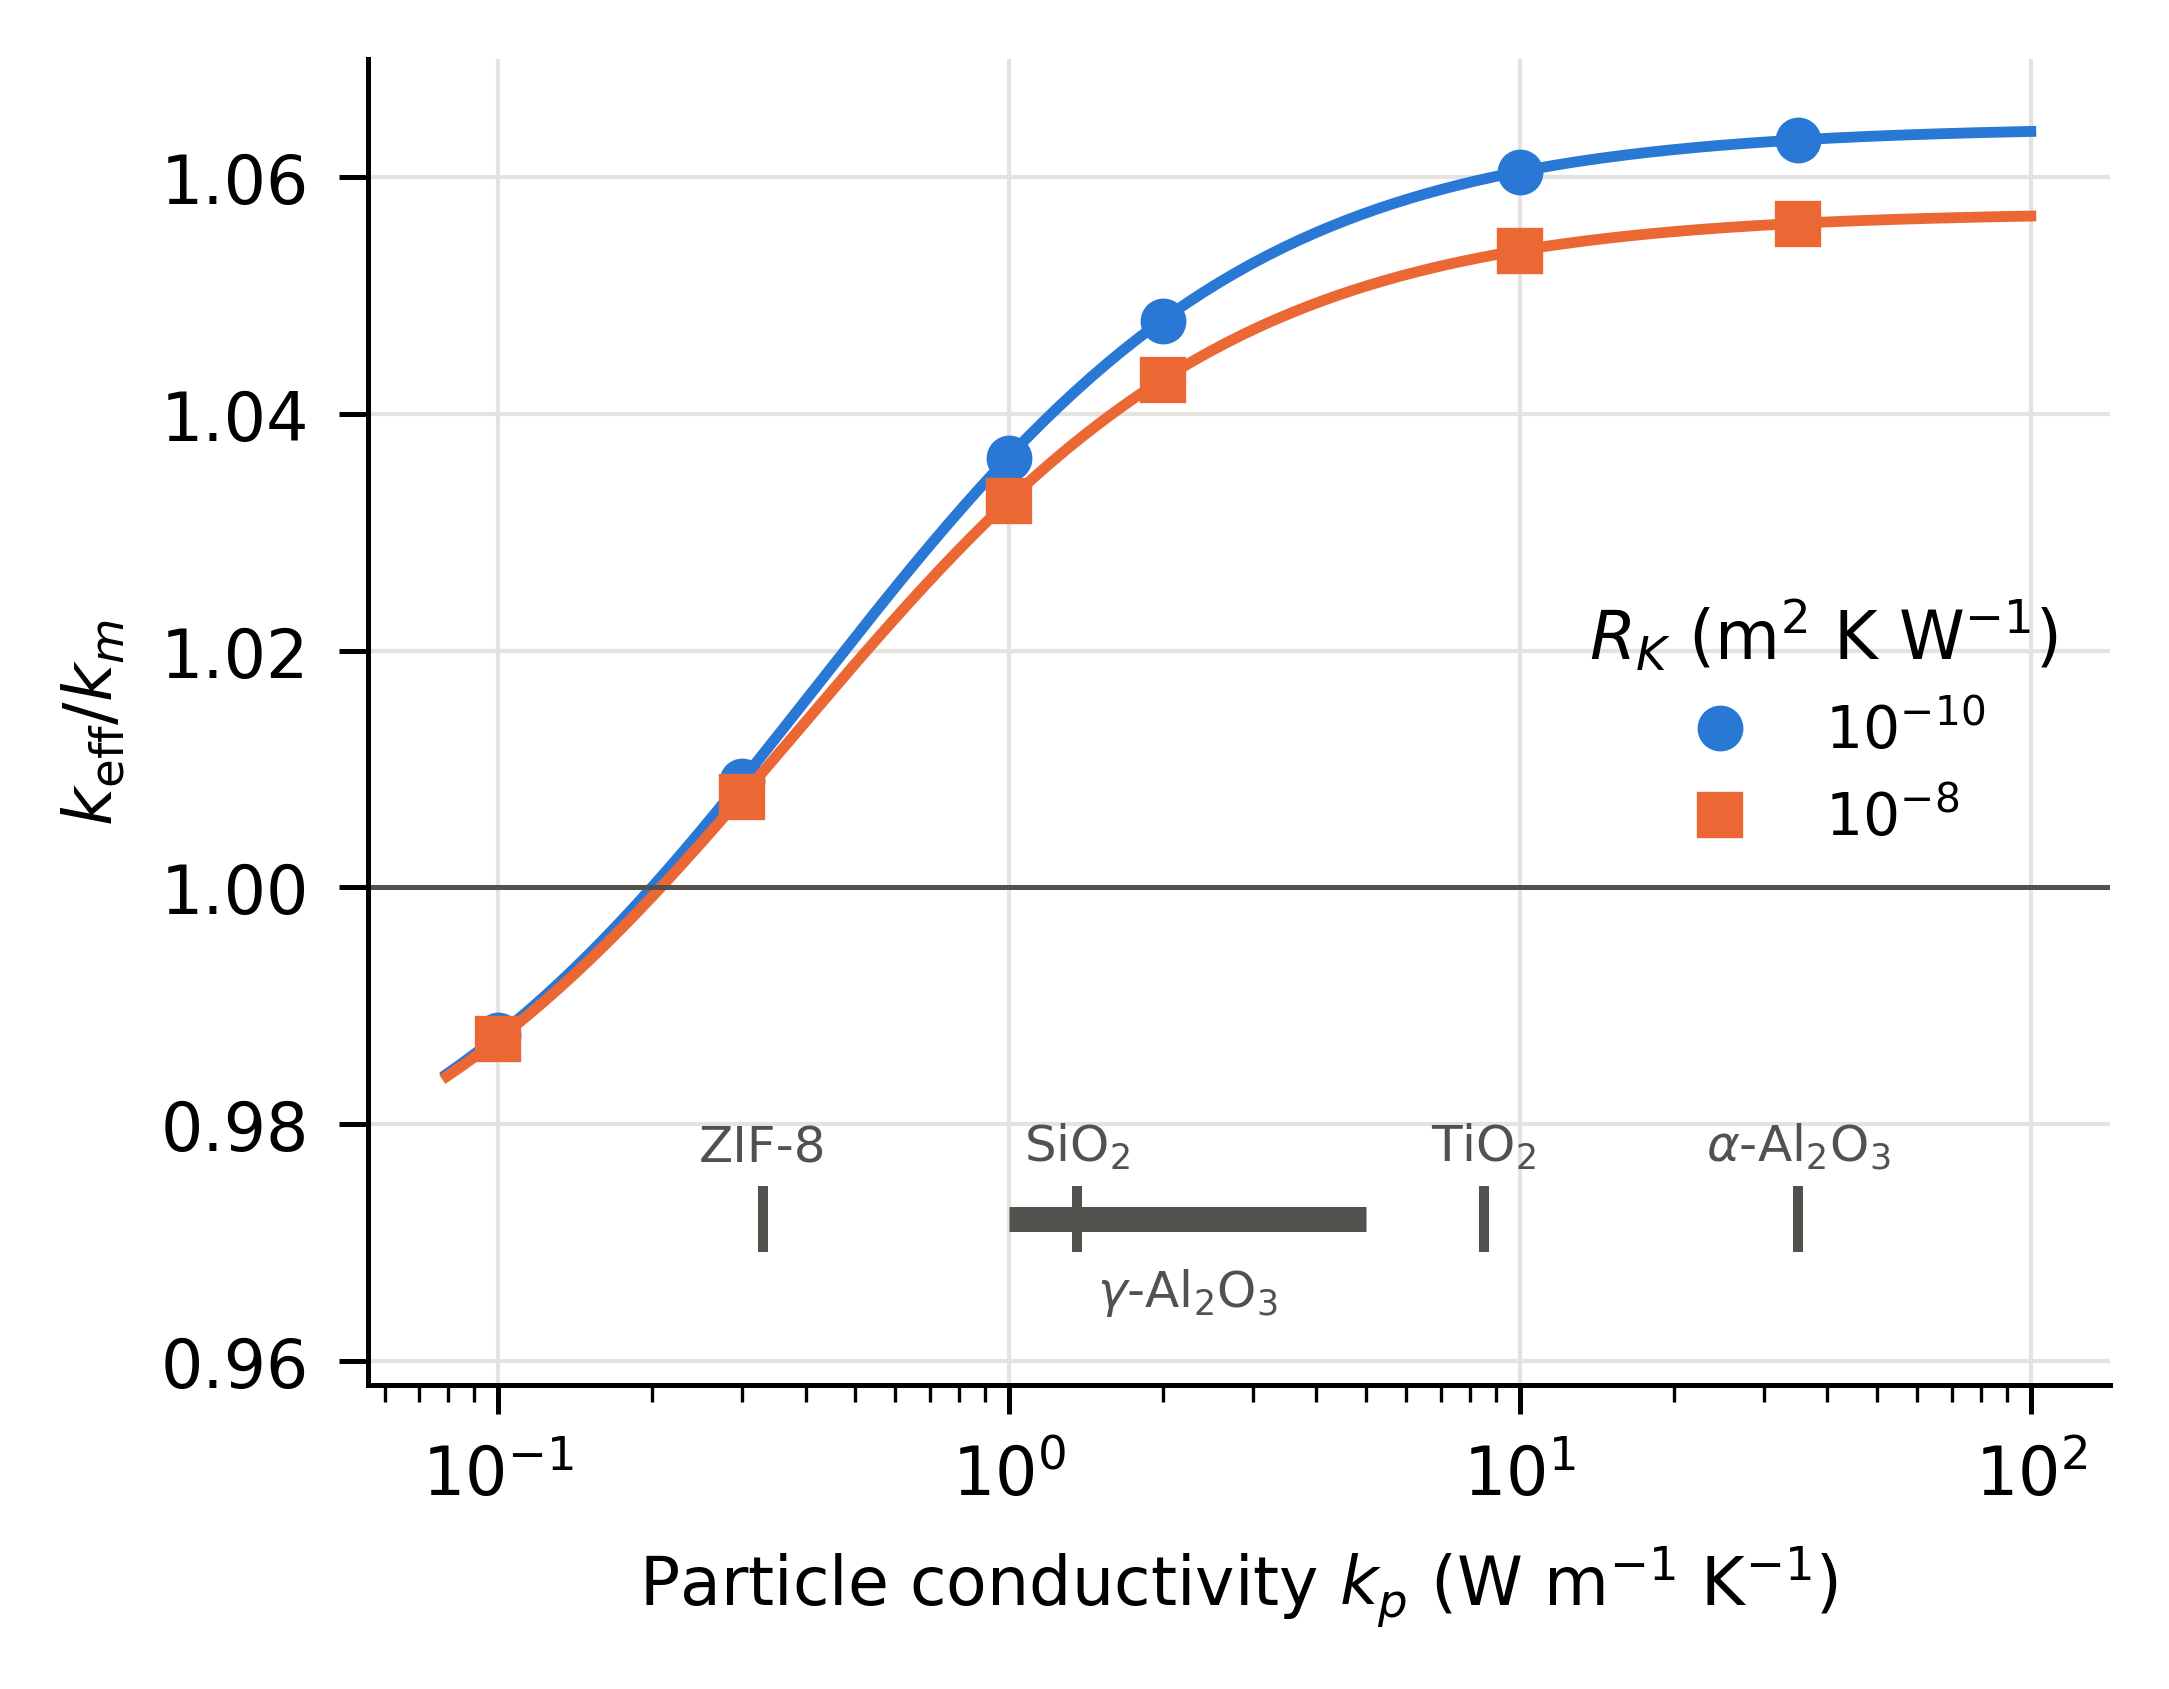 1.06
1.04
1.02
1.00
0.98
0.96
k_eff/k_m
R_K (m² K W⁻¹)
10⁻¹⁰
10⁻⁸
ZIF-8
SiO₂
TiO₂
α-Al₂O₃
γ-Al₂O₃
10⁻¹
10⁰
10¹
10²
Particle conductivity k_p (W m⁻¹ K⁻¹)